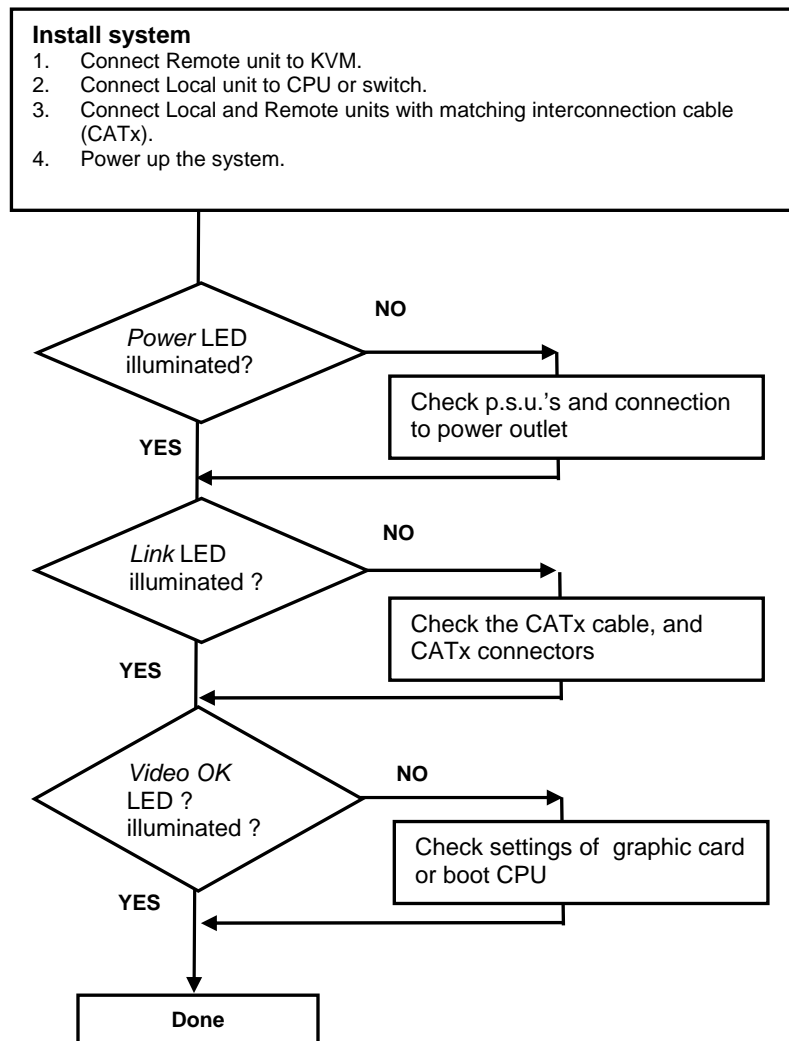 Install system
1. Connect Remote unit to KVM.
2. Connect Local unit to CPU or switch.
3. Connect Local and Remote units with matching interconnection cable
(CATx).
4. Power up the system.
NO
Power LED
illuminated?
Check p.s.u.'s and connection
to power outlet
YES
NO
Link LED
illuminated ?
Check the CATx cable, and
CATx connectors
YES
Video OK
LED ?
illuminated ?
NO
Check settings of graphic card
or boot CPU
YES
Done